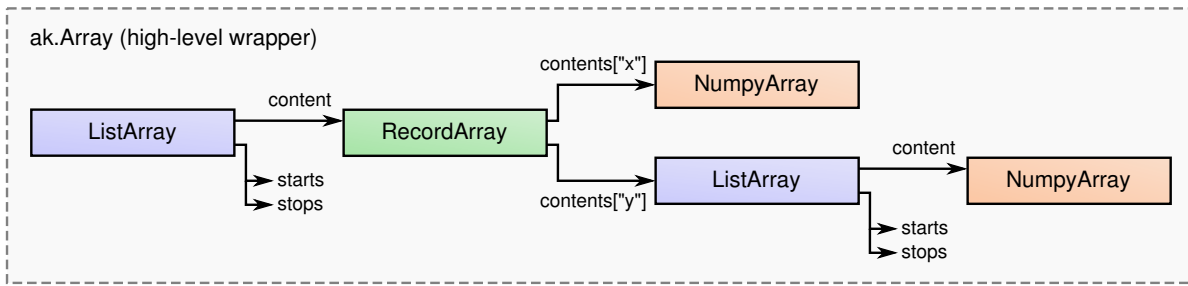 ak.Array (high-level wrapper)
ListArray
content
starts
stops
RecordArray
contents["x"]
NumpyArray
contents["y"]
ListArray
content
starts
stops
NumpyArray